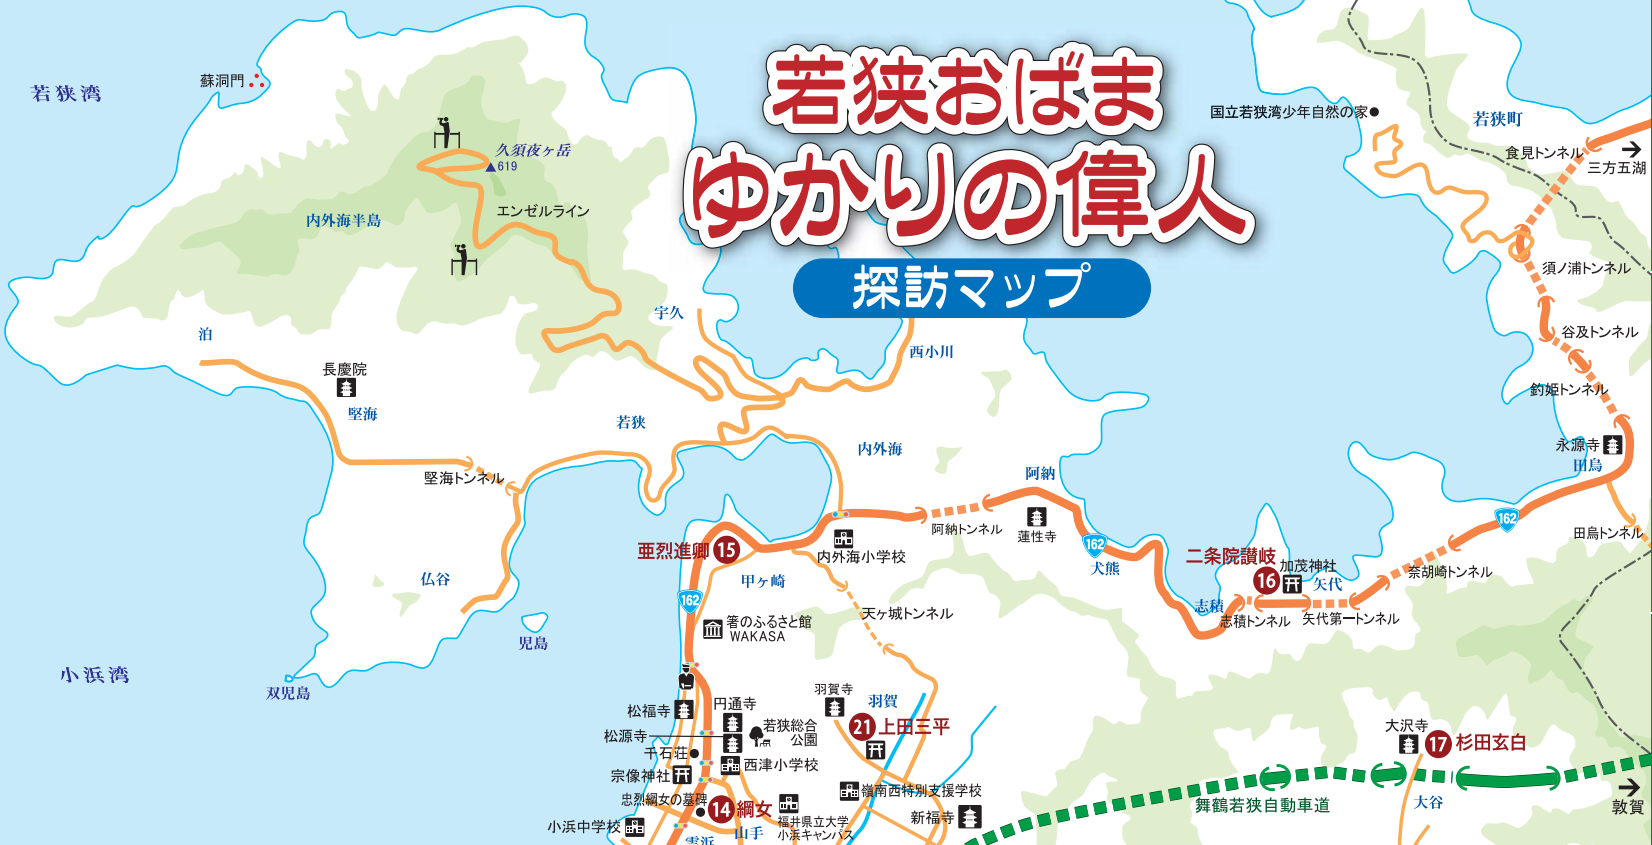 若狭おばま
ゆかりの偉人
探訪マップ
若狭湾
蘇洞門
久須夜ヶ岳
619
エンゼルライン
内外海半島
国立若狭湾少年自然の家
若狭町
食見トンネル
三方五湖
須ノ浦トンネル
谷及トンネル
釣姫トンネル
永源寺
田烏
田烏トンネル
宇久
西小川
泊
長慶院
堅海
若狭
内外海
堅海トンネル
阿納
阿納トンネル
蓮性寺
162
162
犬熊
亜烈進卿
15
内外海小学校
甲ヶ崎
二条院讃岐
16
加茂神社
矢代
奈胡崎トンネル
志積
志積トンネル
矢代第一トンネル
仏谷
162
箸のふるさと館
WAKASA
天ヶ城トンネル
児島
小浜湾
双児島
松福寺
円通寺
羽賀寺
羽賀
松源寺
若狭総合
公園
21
上田三平
大沢寺
17
杉田玄白
千石荘
西津小学校
宗像神社
嶺南西特別支援学校
忠烈綱女の墓碑
14
綱女
舞鶴若狭自動車道
大谷
敦賀
小浜中学校
福井県立大学
小浜キャンパス
新福寺
山手
雲浜